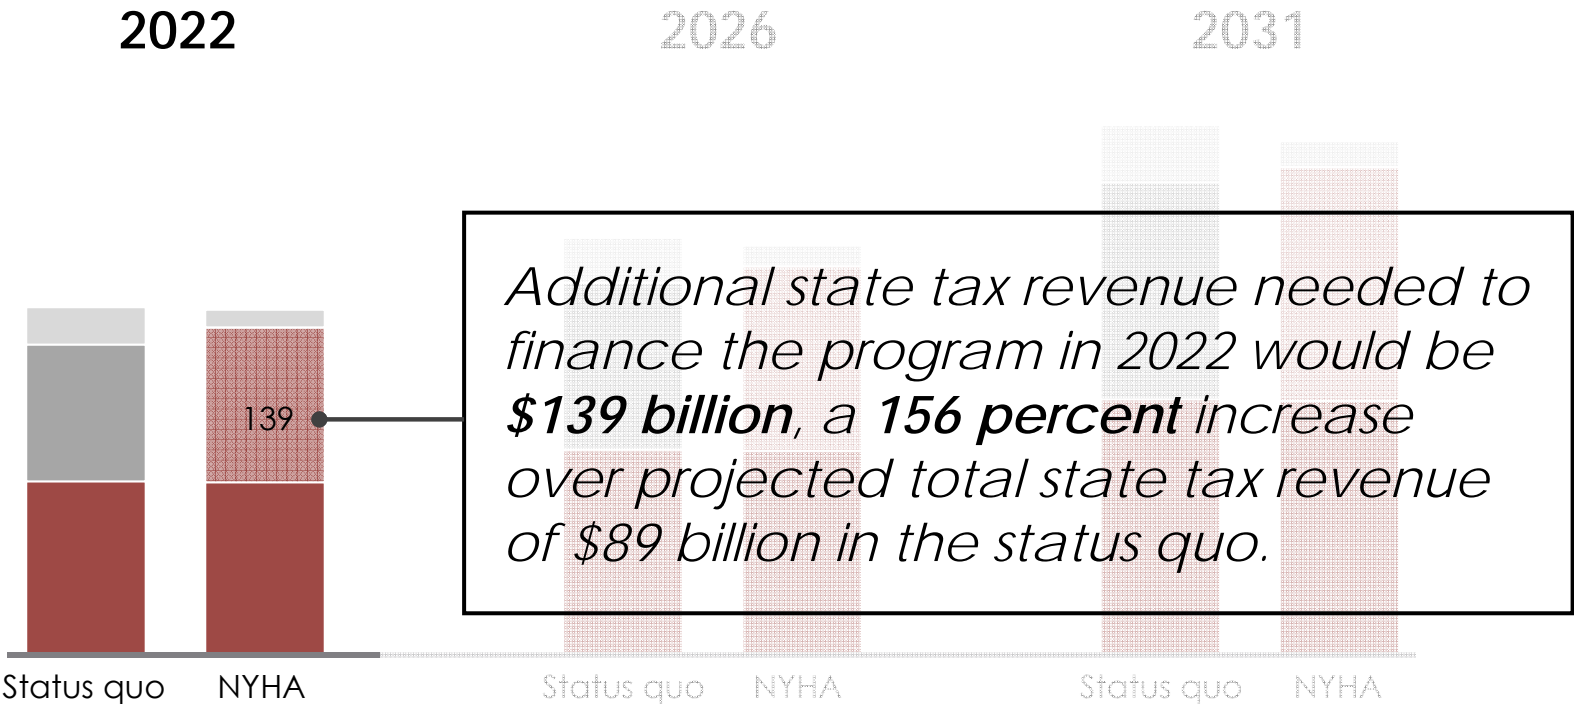 2022 2026 2031
Additional state tax revenue needed to
finance the program in 2022 would be
$139 billion, a 156 percent increase
over projected total state tax revenue
of $89 billion in the status quo.
139
Status quo NYHA Status quo NYHA Status quo NYHA